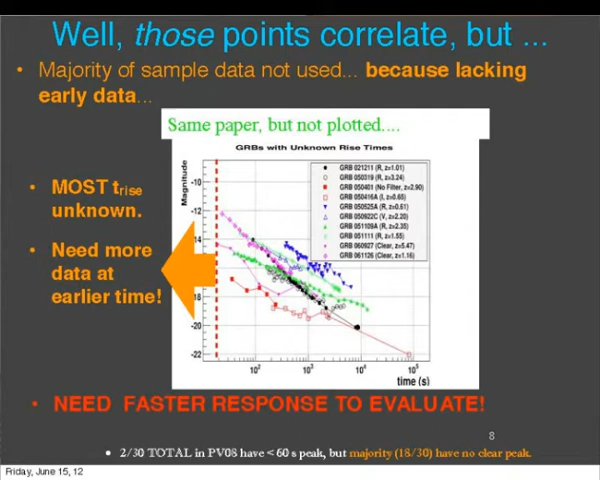 Well, those points correlate, but ...
• Majority of sample data not used... because lacking
early data...
Same paper, but not plotted....
GRBs with Unknown Rise Times
Magnitude
-10
-12
-14
-16
-18
-20
-22
GRB 021211 (R, z=1.01)
GRB 050319 (R, z=3.24)
GRB 050401 (No Filter, z=2.90)
GRB 050416A (I, z=0.65)
GRB 050525A (R, z=0.61)
GRB 050922C (V, z=2.20)
GRB 051109A (R, z=2.35)
GRB 051111 (R, z=1.55)
GRB 060927 (Clear, z=5.47)
GRB 061126 (Clear, z=1.16)
10² 10³ 10⁴ 10⁵
time (s)
• MOST trise
unknown.
• Need more
data at
earlier time!
• NEED FASTER RESPONSE TO EVALUATE!
8
• 2/30 TOTAL in PV08 have < 60 s peak, but majority (18/30) have no clear peak.
Friday, June 15, 12